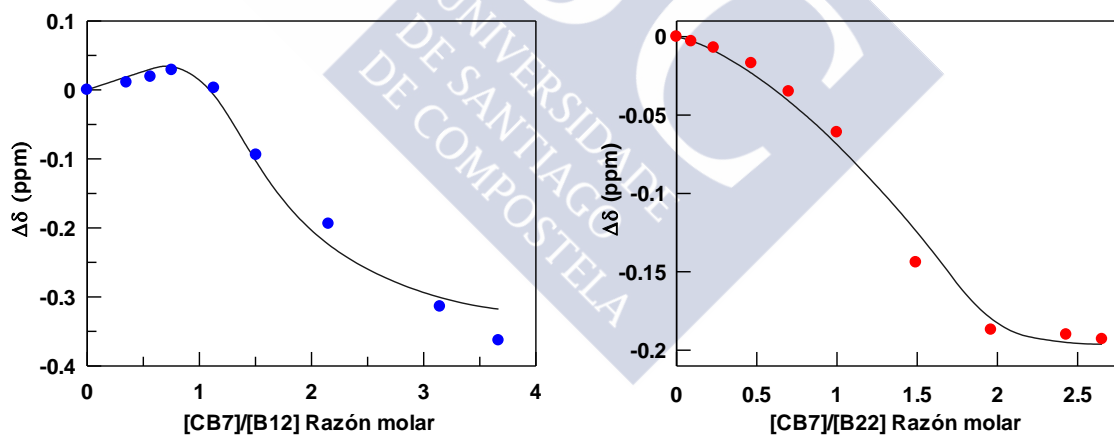 0.1
0
-0.1
-0.2
-0.3
-0.4
Δδ (ppm)
0 1 2 3 4
[CB7]/[B12] Razón molar
0
-0.05
-0.1
-0.15
-0.2
Δδ (ppm)
0 0.5 1 1.5 2 2.5
[CB7]/[B22] Razón molar
UNIVERSIDADE
DE SANTIAGO
DE COMPOSTELA